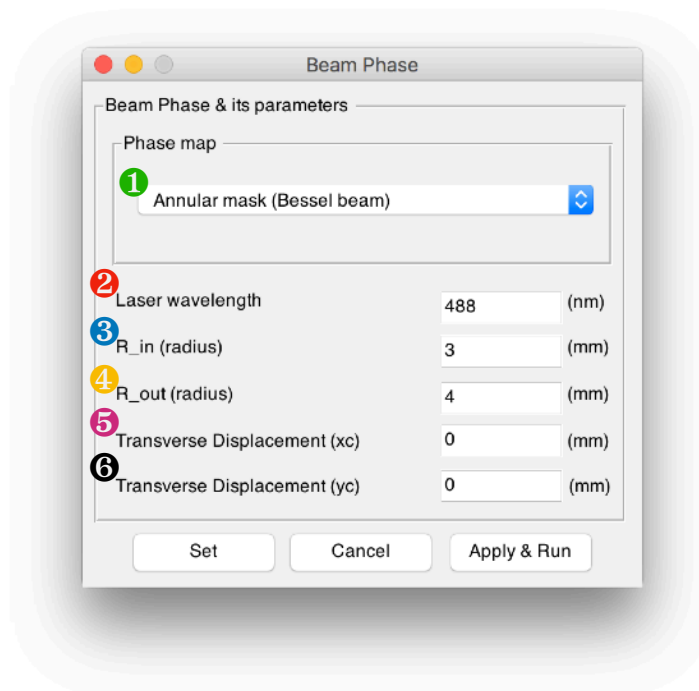 Beam Phase
Beam Phase & its parameters
Phase map
1
Annular mask (Bessel beam)
2
Laser wavelength 488 (nm)
3
R_in (radius) 3 (mm)
4
R_out (radius) 4 (mm)
5
Transverse Displacement (xc) 0 (mm)
6
Transverse Displacement (yc) 0 (mm)
Set Cancel Apply & Run